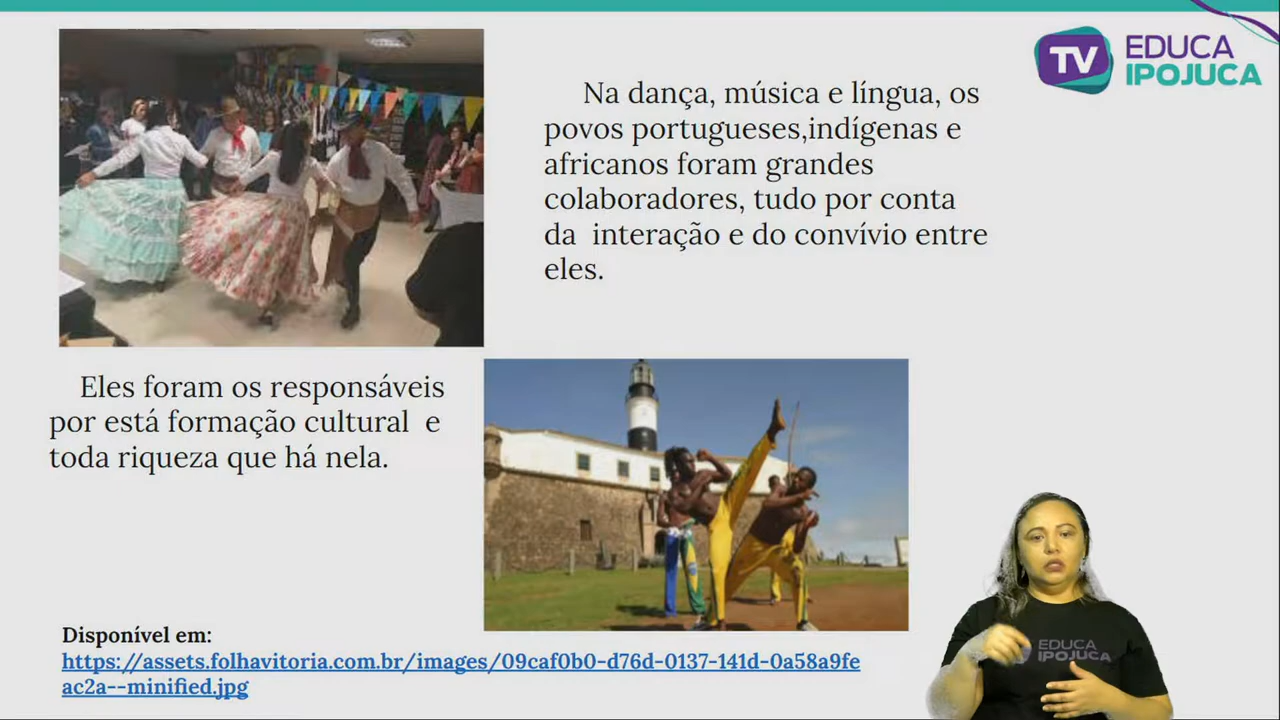 TV EDUCA
IPOJUCA
Na dança, música e língua, os
povos portugueses,indígenas e
africanos foram grandes
colaboradores, tudo por conta
da interação e do convívio entre
eles.
Eles foram os responsáveis
por está formação cultural e
toda riqueza que há nela.
Disponível em:
https://assets.folhavitoria.com.br/images/09caf0b0-d76d-0137-141d-0a58a9fe
ac2a--minified.jpg
EDUCA
IPOJUCA